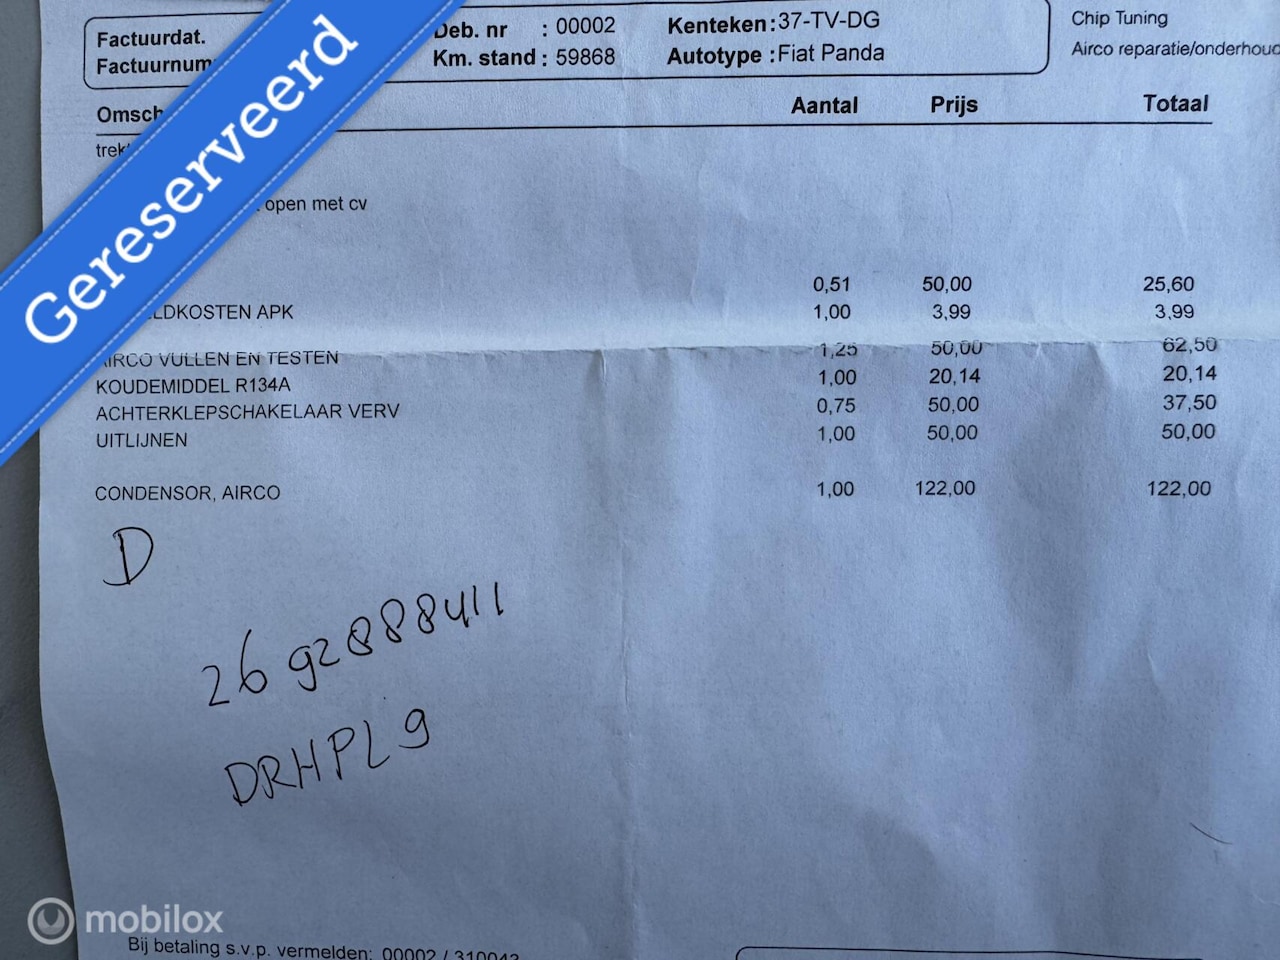 Factuurdat. Deb. nr : 00002 Kenteken: 37-TV-DG Chip Tuning
Km. stand : 59868 Autotype : Fiat Panda Airco reparatie/onderhoud
Aantal Prijs Totaal
Gereserveerd
open met cv
0,51 50,00 25,60
APK 1,00 3,99 3,99
AIRCO VULLEN EN TESTEN 1,25 50,00 62,50
KOUDEMIDDEL R134A 1,00 20,14 20,14
ACHTERKLEPSCHAKELAAR VERV 0,75 50,00 37,50
UITLIJNEN 1,00 50,00 50,00
CONDENSOR, AIRCO 1,00 122,00 122,00
D
26 92888411
DRHPL9
mobilox
Bij betaling s.v.p. vermelden: 00002 / 310042